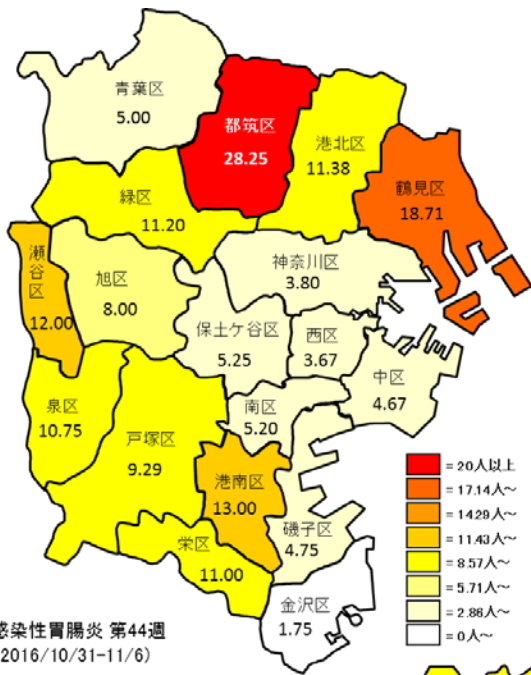 青葉区
5.00
都筑区
28.25
港北区
11.38
鶴見区
18.71
緑区
11.20
瀬谷区
12.00
旭区
8.00
神奈川区
3.80
保土ケ谷区
5.25
西区
3.67
中区
4.67
泉区
10.75
戸塚区
9.29
南区
5.20
港南区
13.00
磯子区
4.75
栄区
11.00
金沢区
1.75
=20人以上
=17.14人~
=14.29人~
=11.43人~
=8.57人~
=5.71人~
=2.86人~
=0人~
感染性胃腸炎 第44週
2016/10/31-11/6)